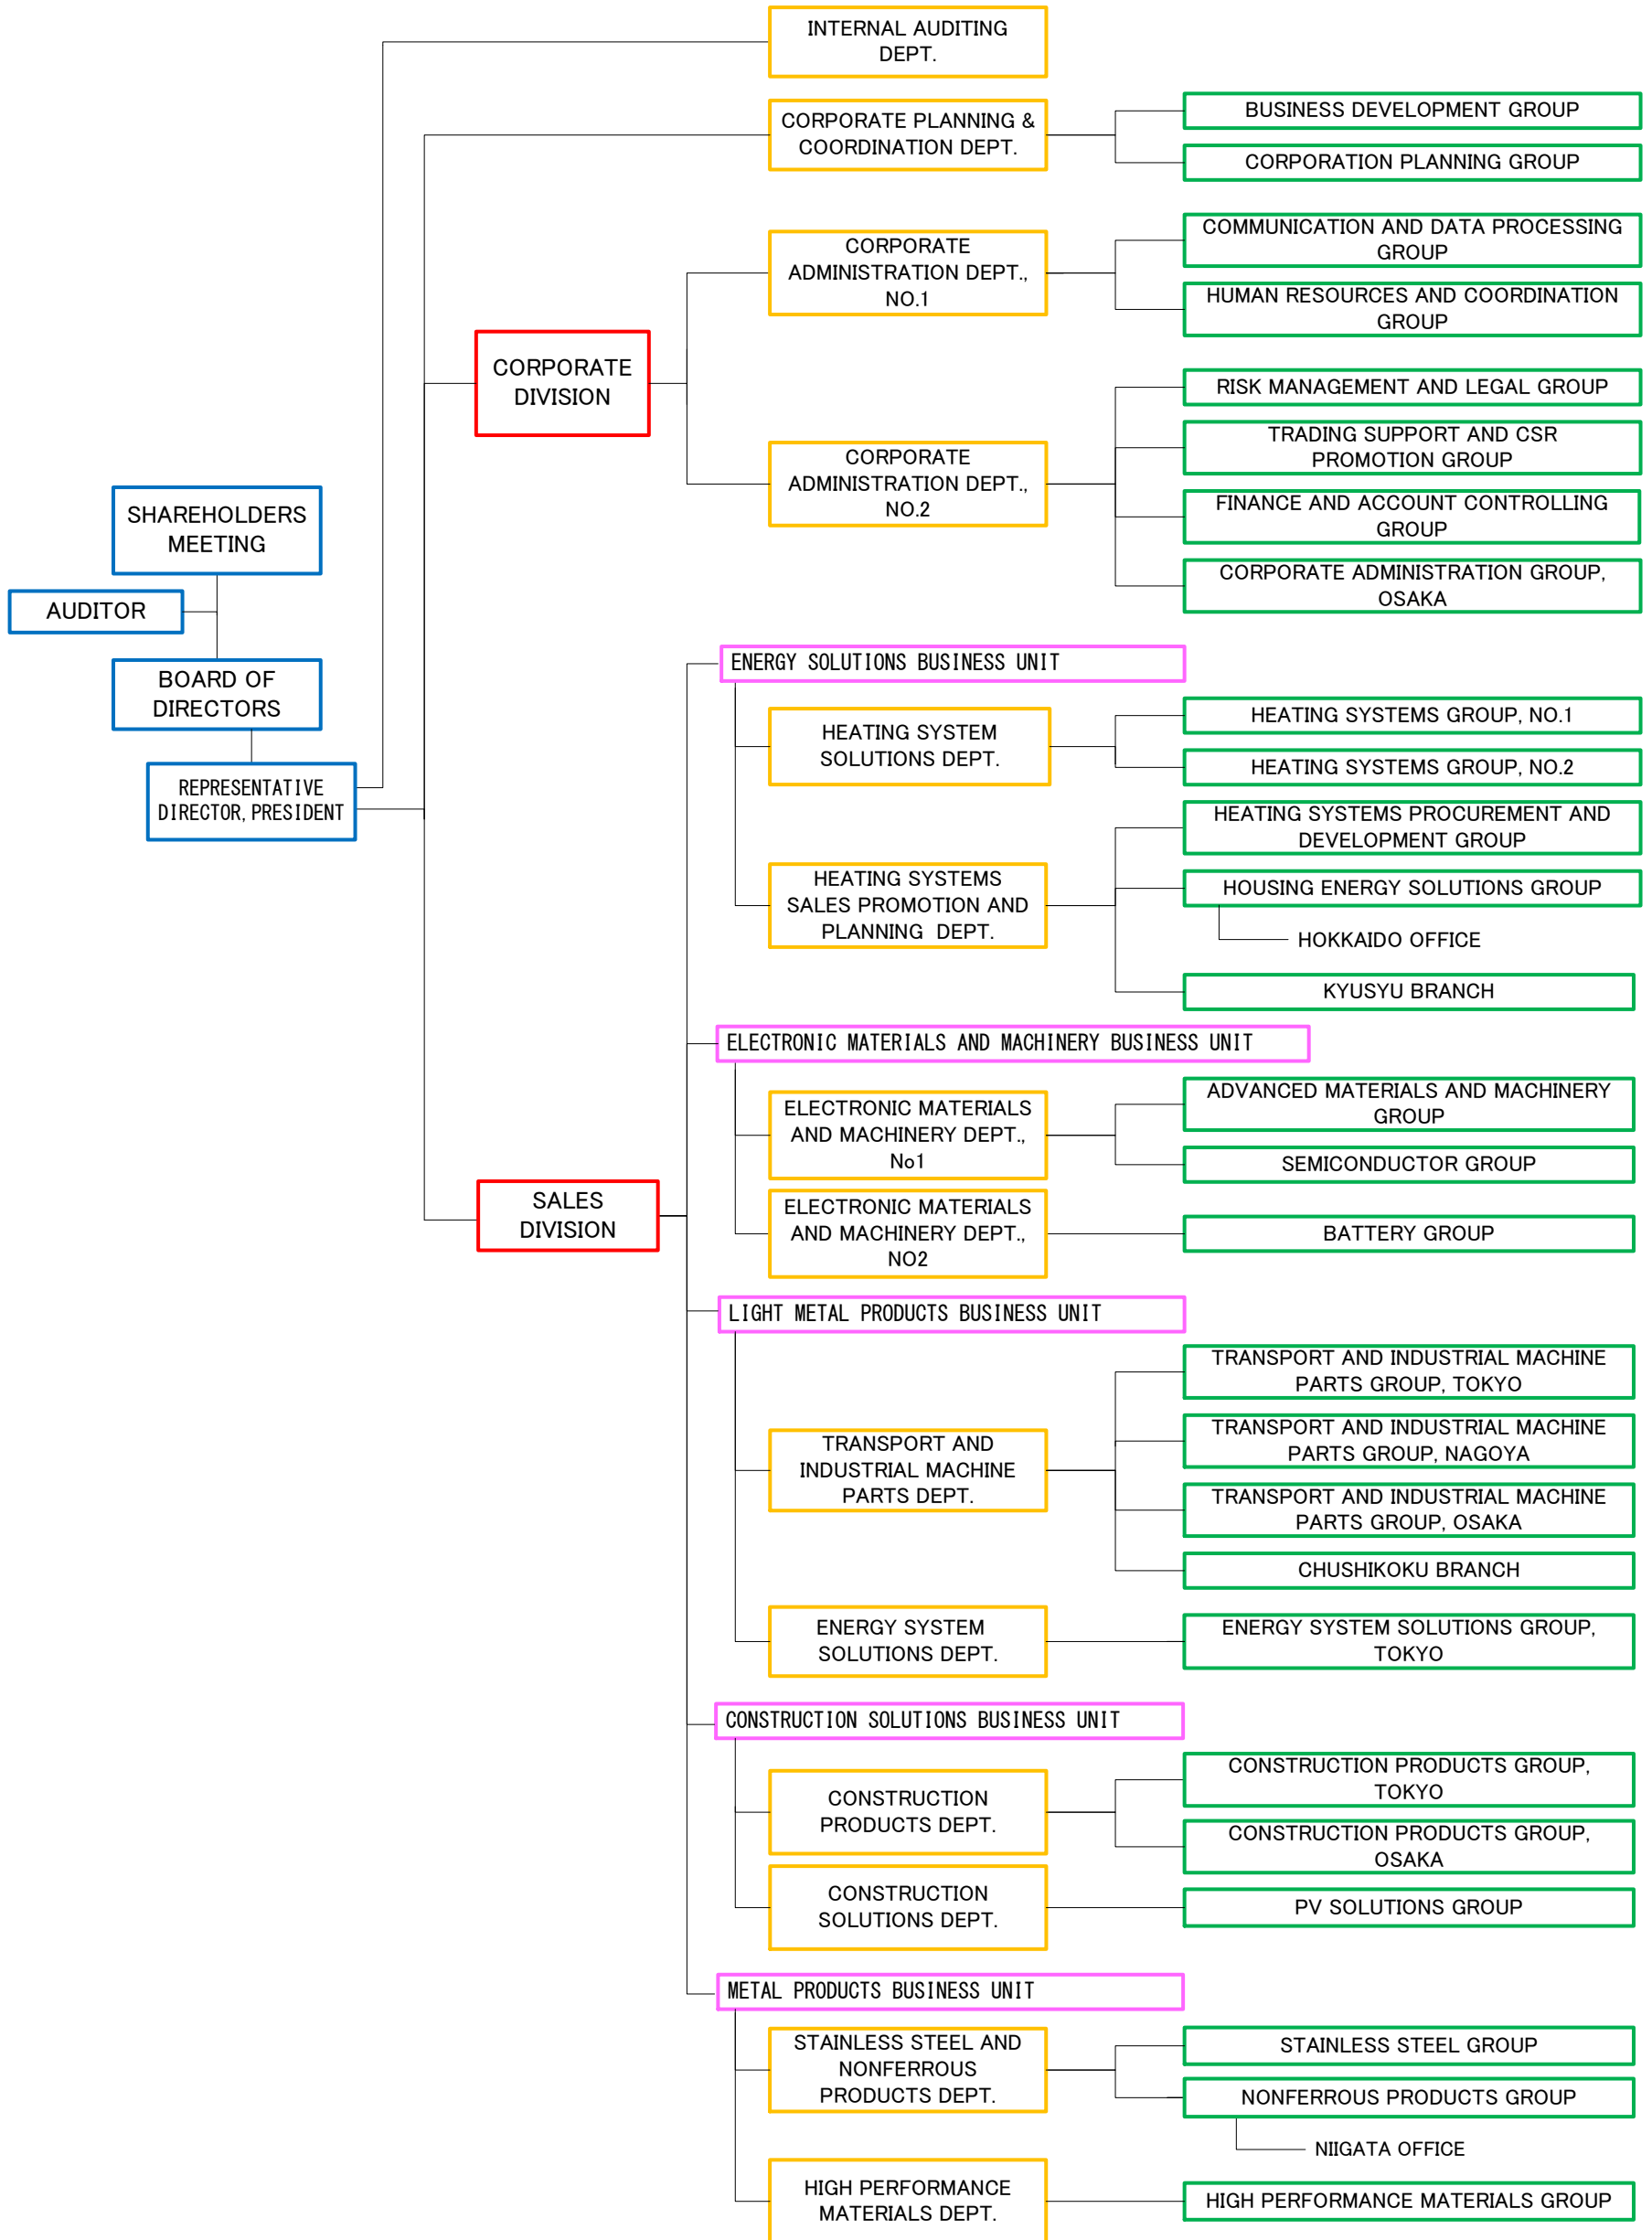 INTERNAL AUDITING
DEPT.
CORPORATE PLANNING &
COORDINATION DEPT.
BUSINESS DEVELOPMENT GROUP
CORPORATION PLANNING GROUP
CORPORATE
ADMINISTRATION DEPT.,
NO.1
COMMUNICATION AND DATA PROCESSING
GROUP
HUMAN RESOURCES AND COORDINATION
GROUP
CORPORATE
DIVISION
CORPORATE
ADMINISTRATION DEPT.,
NO.2
RISK MANAGEMENT AND LEGAL GROUP
TRADING SUPPORT AND CSR
PROMOTION GROUP
FINANCE AND ACCOUNT CONTROLLING
GROUP
CORPORATE ADMINISTRATION GROUP,
OSAKA
SHAREHOLDERS
MEETING
AUDITOR
BOARD OF
DIRECTORS
REPRESENTATIVE
DIRECTOR, PRESIDENT
ENERGY SOLUTIONS BUSINESS UNIT
HEATING SYSTEM
SOLUTIONS DEPT.
HEATING SYSTEMS GROUP, NO.1
HEATING SYSTEMS GROUP, NO.2
HEATING SYSTEMS
SALES PROMOTION AND
PLANNING DEPT.
HEATING SYSTEMS PROCUREMENT AND
DEVELOPMENT GROUP
HOUSING ENERGY SOLUTIONS GROUP
HOKKAIDO OFFICE
KYUSYU BRANCH
ELECTRONIC MATERIALS AND MACHINERY BUSINESS UNIT
ELECTRONIC MATERIALS
AND MACHINERY DEPT.,
No1
ADVANCED MATERIALS AND MACHINERY
GROUP
SEMICONDUCTOR GROUP
SALES
DIVISION
ELECTRONIC MATERIALS
AND MACHINERY DEPT.,
NO2
BATTERY GROUP
LIGHT METAL PRODUCTS BUSINESS UNIT
TRANSPORT AND
INDUSTRIAL MACHINE
PARTS DEPT.
TRANSPORT AND INDUSTRIAL MACHINE
PARTS GROUP, TOKYO
TRANSPORT AND INDUSTRIAL MACHINE
PARTS GROUP, NAGOYA
TRANSPORT AND INDUSTRIAL MACHINE
PARTS GROUP, OSAKA
CHUSHIKOKU BRANCH
ENERGY SYSTEM
SOLUTIONS DEPT.
ENERGY SYSTEM SOLUTIONS GROUP,
TOKYO
CONSTRUCTION SOLUTIONS BUSINESS UNIT
CONSTRUCTION
PRODUCTS DEPT.
CONSTRUCTION PRODUCTS GROUP,
TOKYO
CONSTRUCTION PRODUCTS GROUP,
OSAKA
CONSTRUCTION
SOLUTIONS DEPT.
PV SOLUTIONS GROUP
METAL PRODUCTS BUSINESS UNIT
STAINLESS STEEL AND
NONFERROUS
PRODUCTS DEPT.
STAINLESS STEEL GROUP
NONFERROUS PRODUCTS GROUP
NIIGATA OFFICE
HIGH PERFORMANCE
MATERIALS DEPT.
HIGH PERFORMANCE MATERIALS GROUP